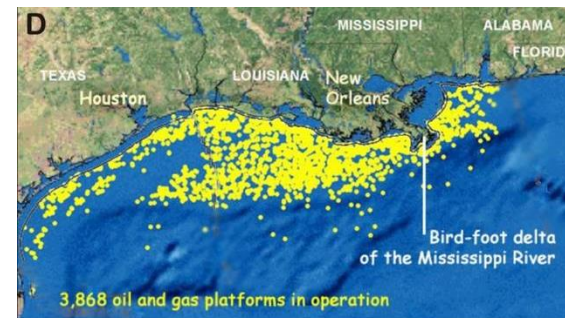 D
MISSISSIPPI
ALABAMA
FLORID
TEXAS
LOUISIANA
New
Orleans
Houston
Bird-foot delta
of the Mississippi River
3,868 oil and gas platforms in operation